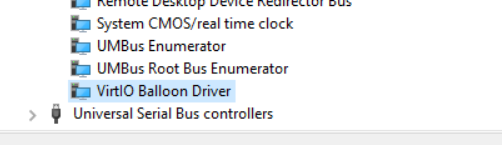 Remote Desktop Device Redirector Bus
System CMOS/real time clock
UMBus Enumerator
UMBus Root Bus Enumerator
VirtIO Balloon Driver
Universal Serial Bus controllers